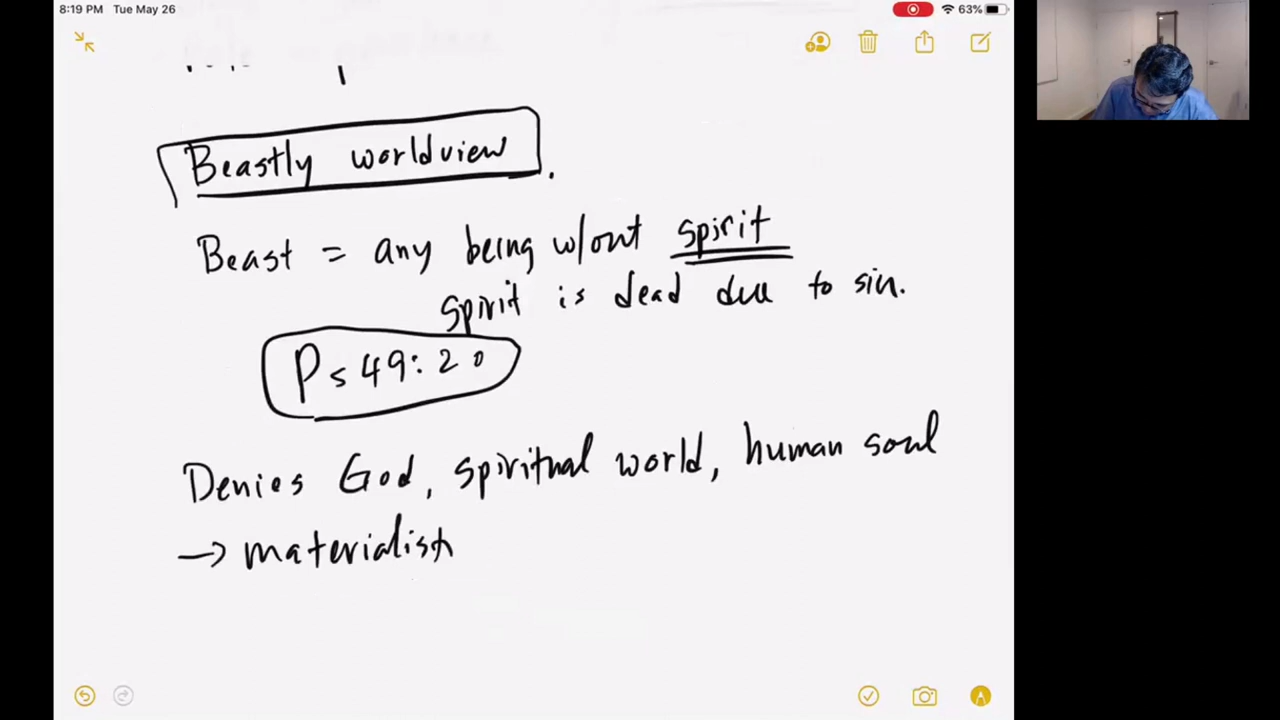 8:19 PM Tue May 26 63%
Beastly worldview.
Beast = any being w/out spirit
spirit is dead due to sin.
Ps 49:20
Denies God, spiritual world, human soul
→ materialist